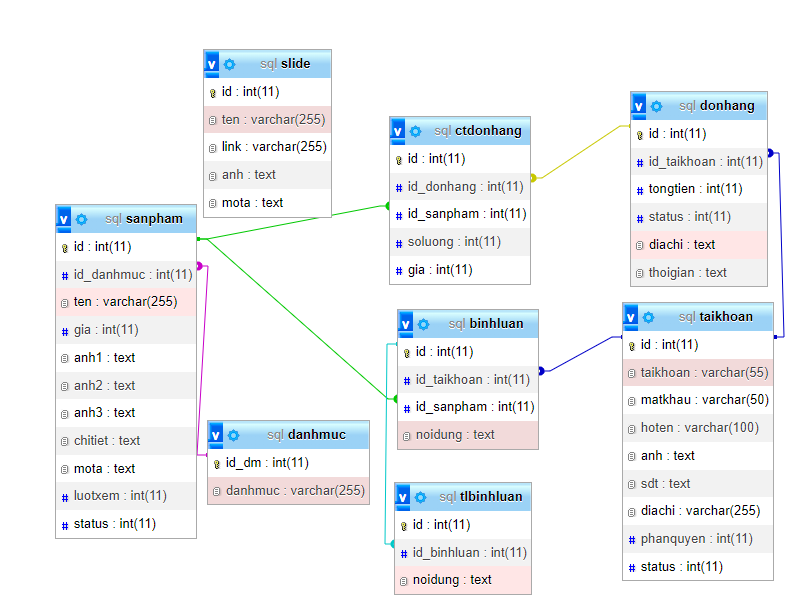 sql slide
id : int(11)
ten : varchar(255)
link : varchar(255)
anh : text
mota : text
sql ctdonhang
id : int(11)
id_donhang : int(11)
id_sanpham : int(11)
soluong : int(11)
gia : int(11)
sql donhang
id : int(11)
id_taikhoan : int(11)
tongtien : int(11)
status : int(11)
diachi : text
thoigian : text
sql sanpham
id : int(11)
id_danhmuc : int(11)
ten : varchar(255)
gia : int(11)
anh1 : text
anh2 : text
anh3 : text
chitiet : text
mota : text
luotxem : int(11)
status : int(11)
sql binhluan
id : int(11)
id_taikhoan : int(11)
id_sanpham : int(11)
noidung : text
sql taikhoan
id : int(11)
taikhoan : varchar(55)
matkhau : varchar(50)
hoten : varchar(100)
anh : text
sdt : text
diachi : varchar(255)
phanquyen : int(11)
status : int(11)
sql danhmuc
id_dm : int(11)
danhmuc : varchar(255)
sql tlbinhluan
id : int(11)
id_binhluan : int(11)
noidung : text